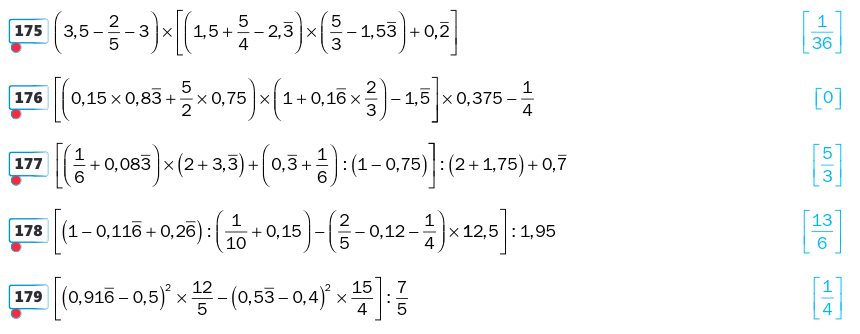 175 (3,5 − 2/5 − 3) × [(1,5 + 5/4 − 2,3̅) × (5/3 − 1,53̅) + 0,2̅] [1/36]
176 [(0,15 × 0,83̅ + 5/2 × 0,75) × (1 + 0,16̅ × 2/3) − 1,5̅] × 0,375 − 1/4 [0]
177 [(1/6 + 0,083̅) × (2 + 3,3̅) + (0,3̅ + 1/6) : (1 − 0,75)] : (2 + 1,75) + 0,7̅ [5/3]
178 [(1 − 0,116̅ + 0,26̅) : (1/10 + 0,15) − (2/5 − 0,12 − 1/4) × 12,5] : 1,95 [13/6]
179 [(0,916̅ − 0,5)² × 12/5 − (0,53̅ − 0,4)² × 15/4] : 7/5 [1/4]